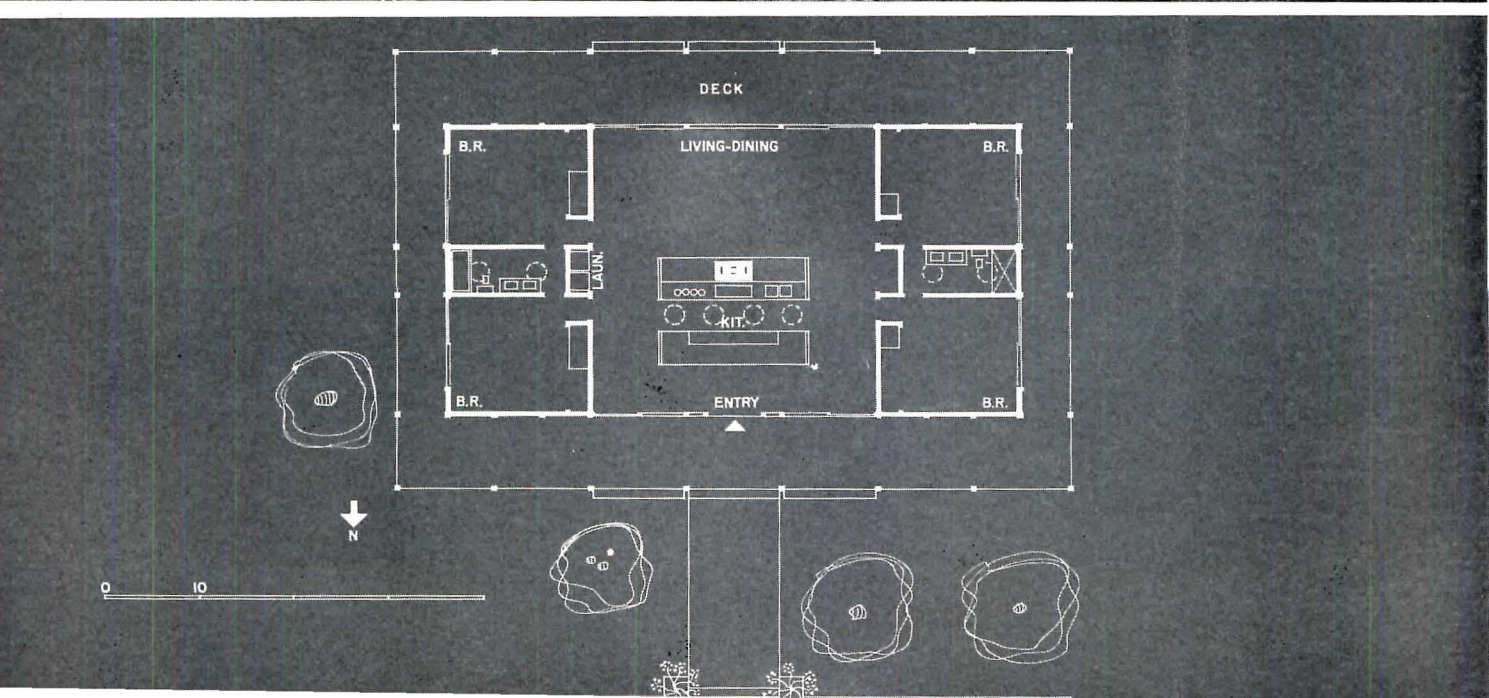 DECK
B.R.
LIVING-DINING
B.R.
LAUN.
KIT.
B.R.
ENTRY
B.R.
N
0 10